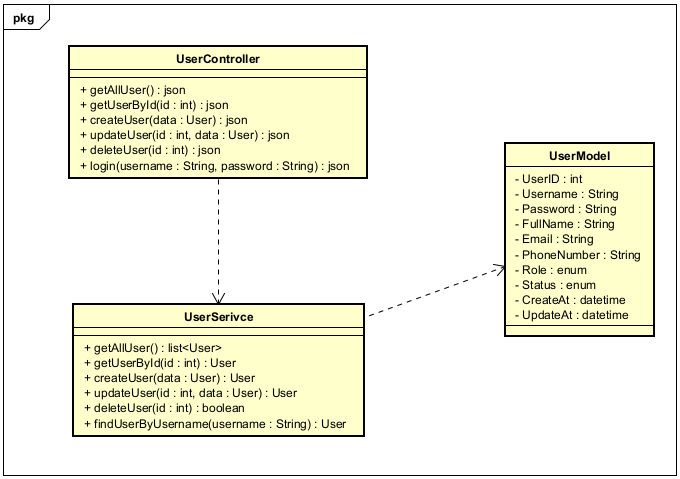 pkg
UserController
+ getAllUser() : json
+ getUserById(id : int) : json
+ createUser(data : User) : json
+ updateUser(id : int, data : User) : json
+ deleteUser(id : int) : json
+ login(username : String, password : String) : json
UserModel
- UserID : int
- Username : String
- Password : String
- FullName : String
- Email : String
- PhoneNumber : String
- Role : enum
- Status : enum
- CreateAt : datetime
- UpdateAt : datetime
UserSerivce
+ getAllUser() : list<User>
+ getUserById(id : int) : User
+ createUser(data : User) : User
+ updateUser(id : int, data : User) : User
+ deleteUser(id : int) : boolean
+ findUserByUsername(username : String) : User